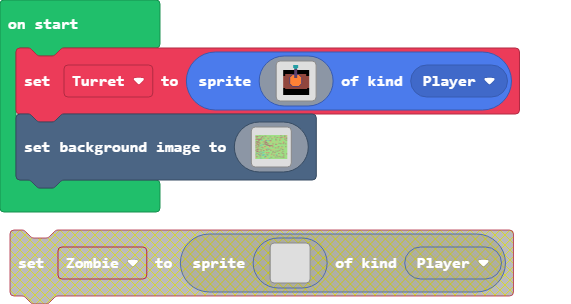 on start
set Turret to sprite of kind Player
set background image to
set Zombie to sprite of kind Player